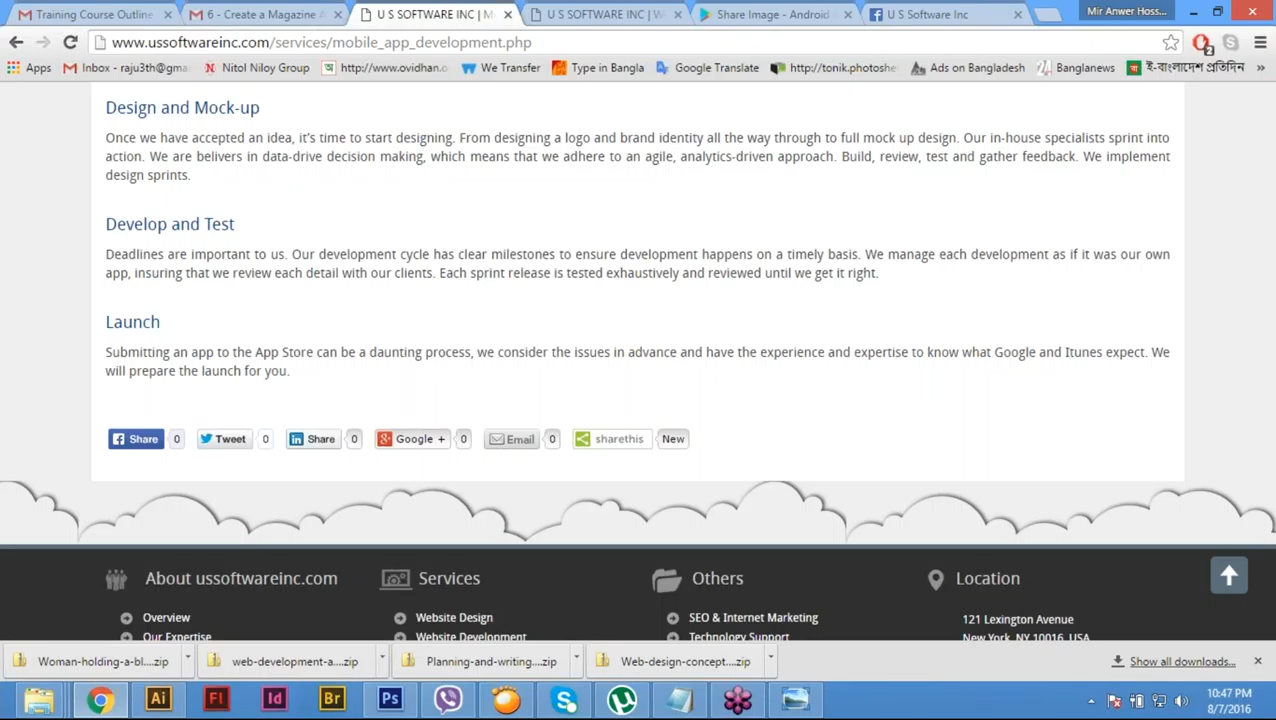 Training Course Outline
6 - Create a Magazine A
U S SOFTWARE INC | M
U S SOFTWARE INC | W
Share Image - Android
U S Software Inc
Mir Anwer Hoss...
www.ussoftwareinc.com/services/mobile_app_development.php
Apps
Inbox - raju3th@gma
Nitol Niloy Group
http://www.ovidhan.o
We Transfer
Type in Bangla
Google Translate
http://tonik.photoshel
Ads on Bangladesh
Banglanews
ই-বাংলাদেশ প্রতিদিন
»
Design and Mock-up
Once we have accepted an idea, it's time to start designing. From designing a logo and brand identity all the way through to full mock up design. Our in-house specialists sprint into
action. We are belivers in data-drive decision making, which means that we adhere to an agile, analytics-driven approach. Build, review, test and gather feedback. We implement
design sprints.
Develop and Test
Deadlines are important to us. Our development cycle has clear milestones to ensure development happens on a timely basis. We manage each development as if it was our own
app, insuring that we review each detail with our clients. Each sprint release is tested exhaustively and reviewed until we get it right.
Launch
Submitting an app to the App Store can be a daunting process, we consider the issues in advance and have the experience and expertise to know what Google and Itunes expect. We
will prepare the launch for you.
Share 0 Tweet 0 Share 0 Google + 0 Email 0 sharethis New
About ussoftwareinc.com
Services
Others
Location
Overview
Website Design
SEO & Internet Marketing
121 Lexington Avenue
Our Expertise
Website Development
Technology Support
New York, NY 10016, USA
Woman-holding-a-bl....zip
web-development-a....zip
Planning-and-writing....zip
Web-design-concept....zip
Show all downloads...
Ai Fl Id Br Ps
10:47 PM
8/7/2016